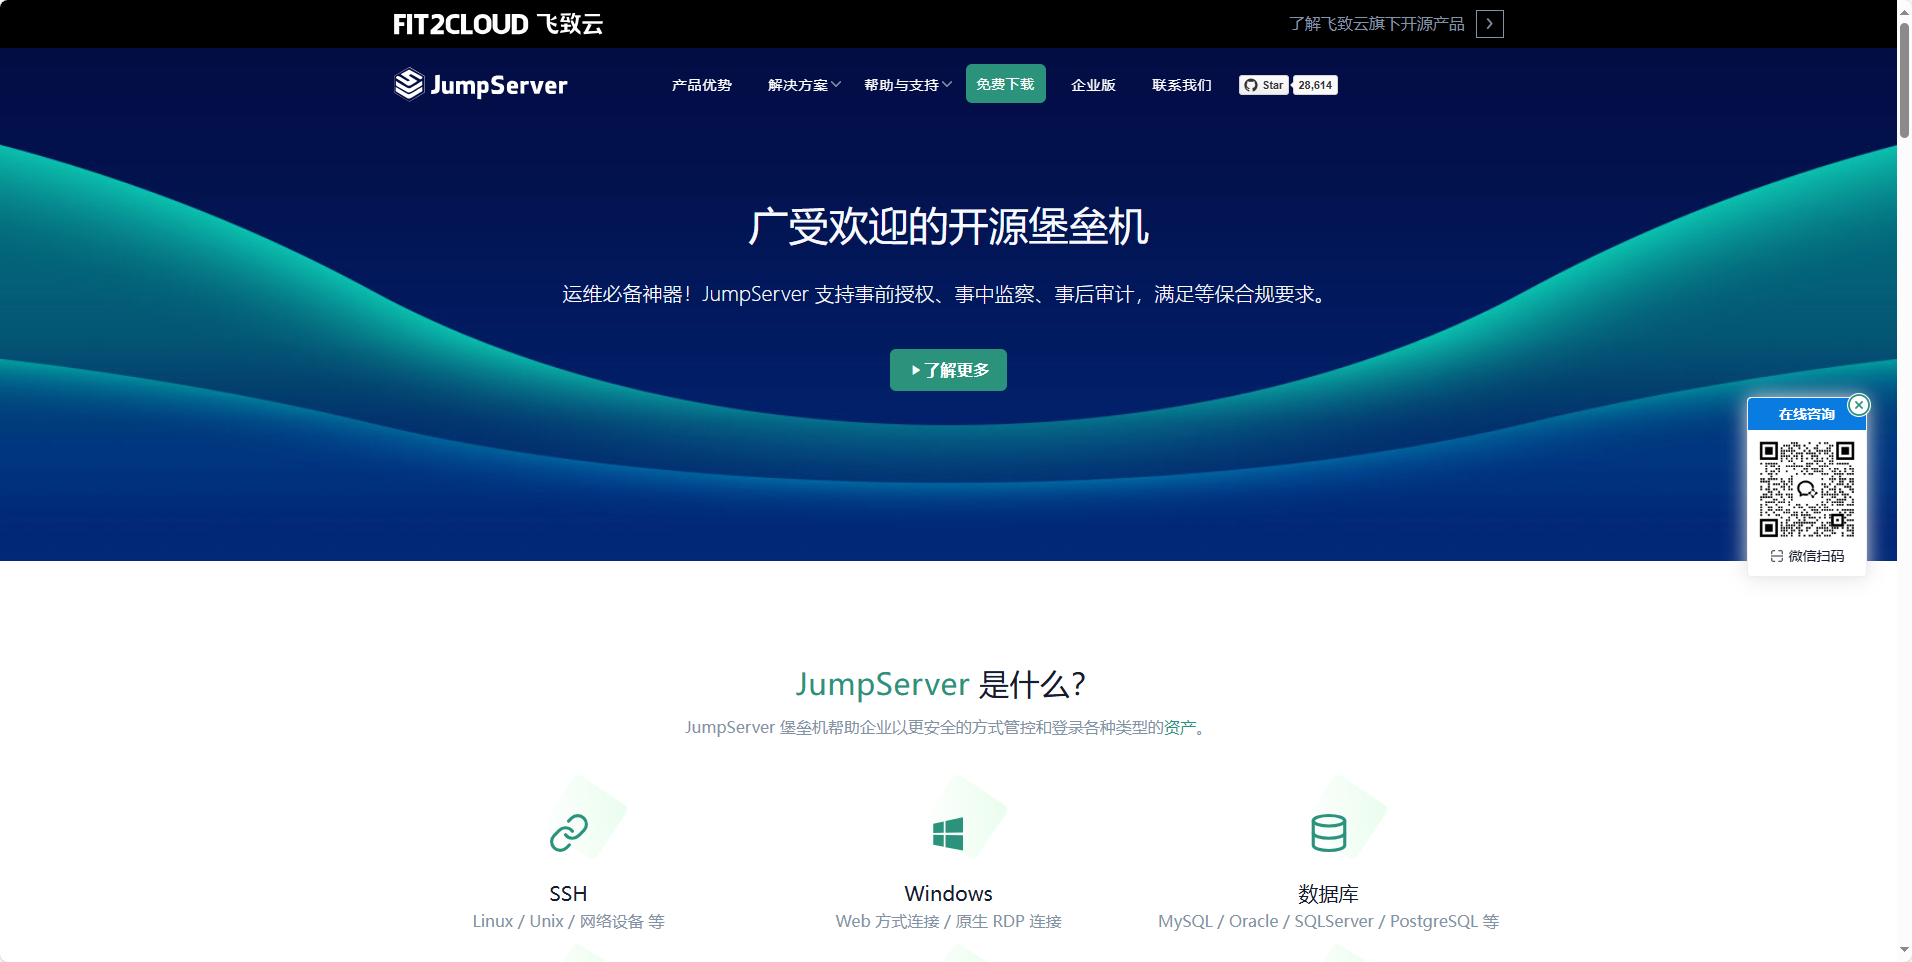 FIT2CLOUD 飞致云
了解飞致云旗下开源产品
JumpServer
产品优势
解决方案
帮助与支持
免费下载
企业版
联系我们
Star
28,614
广受欢迎的开源堡垒机
运维必备神器！JumpServer 支持事前授权、事中监察、事后审计，满足等保合规要求。
了解更多
在线咨询
微信扫码
JumpServer 是什么？
JumpServer 堡垒机帮助企业以更安全的方式管控和登录各种类型的资产。
SSH
Linux / Unix / 网络设备 等
Windows
Web 方式连接 / 原生 RDP 连接
数据库
MySQL / Oracle / SQLServer / PostgreSQL 等